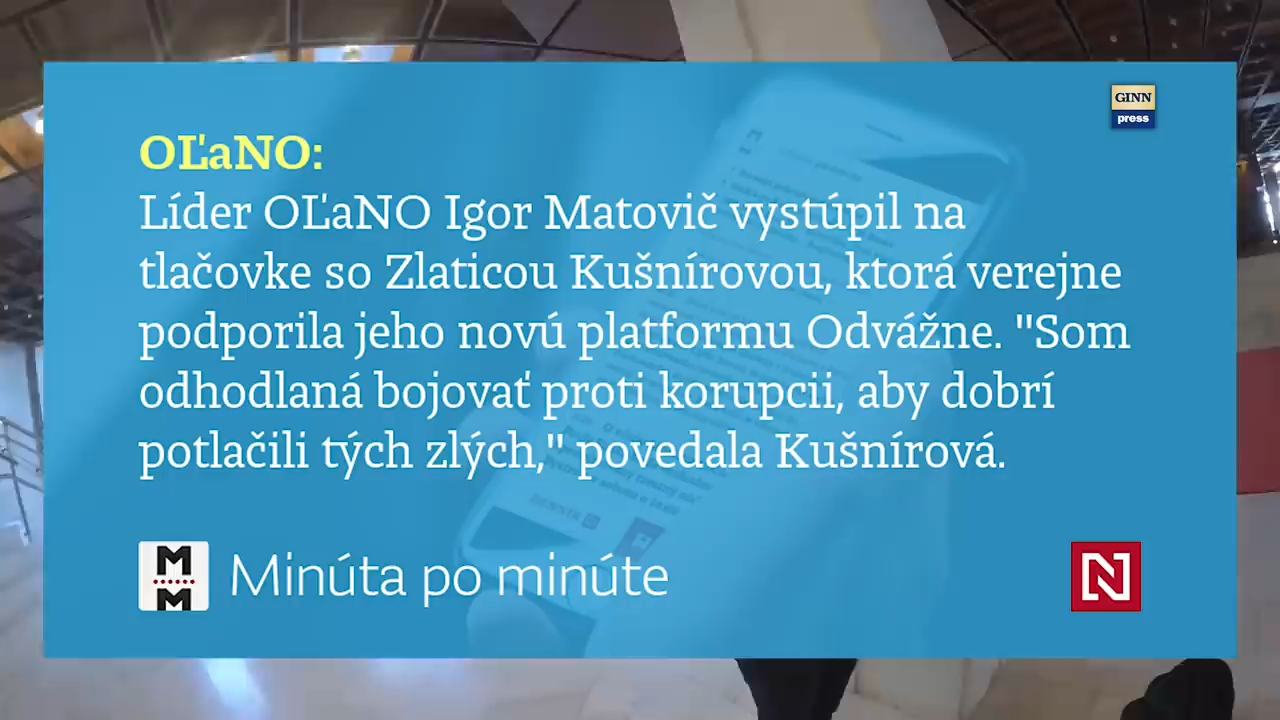 GINN
press
OĽaNO:
Líder OĽaNO Igor Matovič vystúpil na
tlačovke so Zlaticou Kušnírovou, ktorá verejne
podporila jeho novú platformu Odvážne. "Som
odhodlaná bojovať proti korupcii, aby dobrí
potlačili tých zlých," povedala Kušnírová.
M
M
Minúta po minúte
N